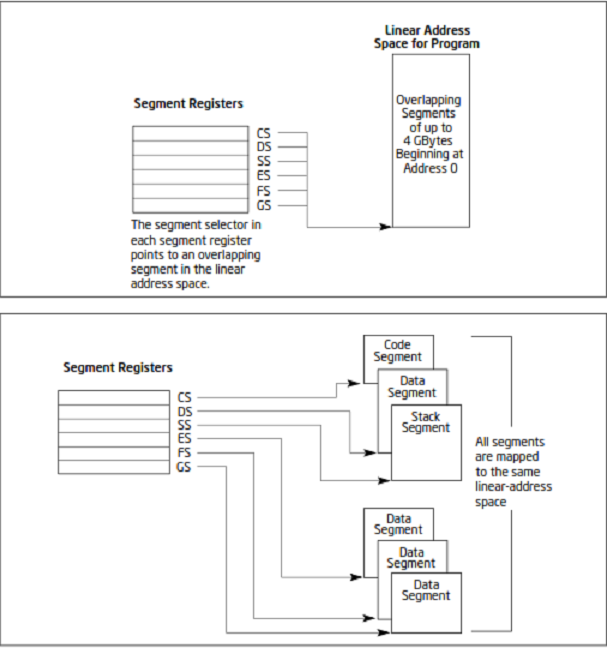 Linear Address
Space for Program
Segment Registers
Overlapping
Segments
of up to
4 GBytes
Beginning at
Address 0
CS
DS
SS
ES
FS
GS
The segment selector in
each segment register
points to an overlapping
segment in the linear
address space.
Segment Registers
CS
DS
SS
ES
FS
GS
Code
Segment
Data
Segment
Stack
Segment
All segments
are mapped
to the same
linear-address
space
Data
Segment
Data
Segment
Data
Segment